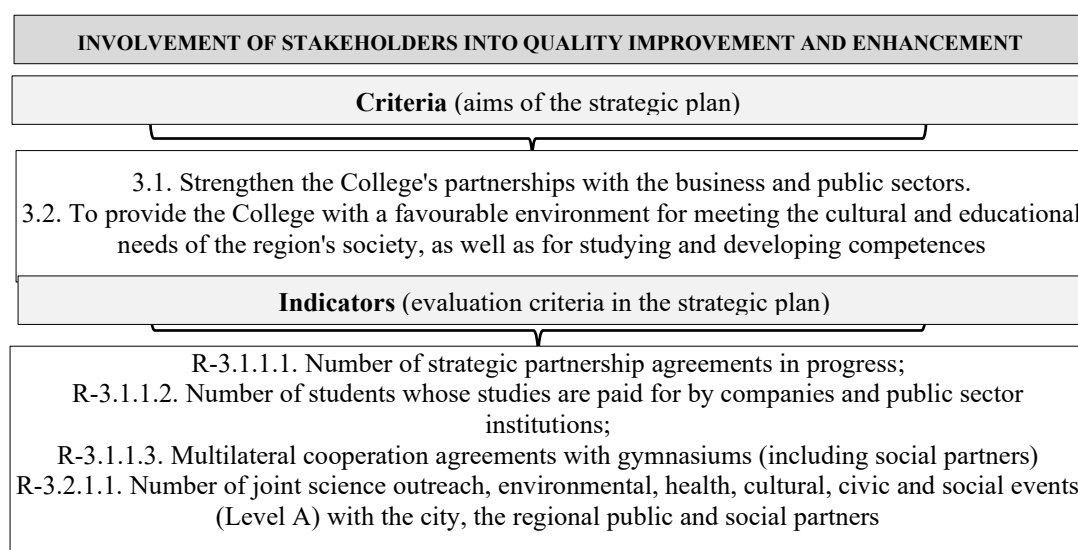 INVOLVEMENT OF STAKEHOLDERS INTO QUALITY IMPROVEMENT AND ENHANCEMENT
Criteria (aims of the strategic plan)
3.1. Strengthen the College's partnerships with the business and public sectors.
3.2. To provide the College with a favourable environment for meeting the cultural and educational
needs of the region's society, as well as for studying and developing competences
Indicators (evaluation criteria in the strategic plan)
R-3.1.1.1. Number of strategic partnership agreements in progress;
R-3.1.1.2. Number of students whose studies are paid for by companies and public sector
institutions;
R-3.1.1.3. Multilateral cooperation agreements with gymnasiums (including social partners)
R-3.2.1.1. Number of joint science outreach, environmental, health, cultural, civic and social events
(Level A) with the city, the regional public and social partners